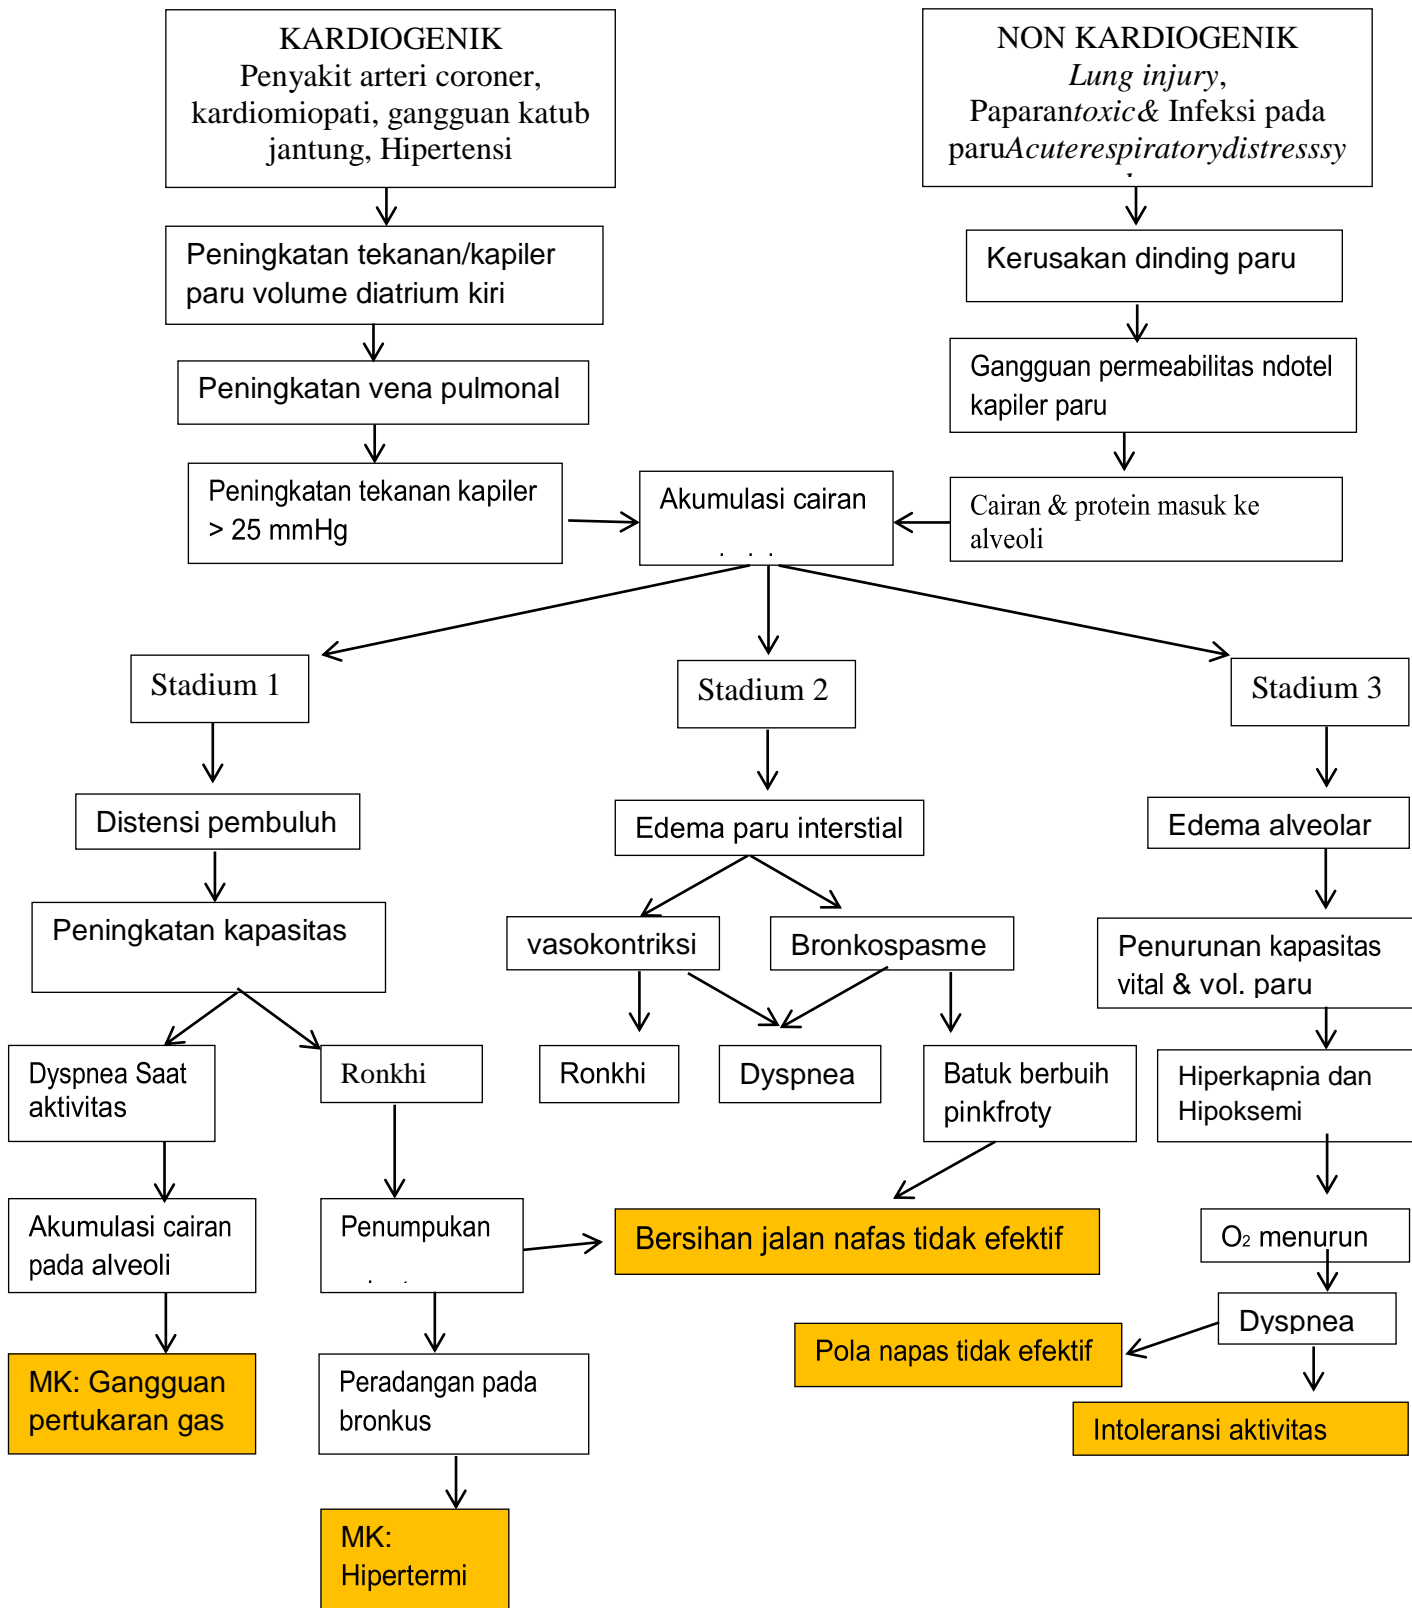 KARDIOGENIK
Penyakit arteri coroner,
kardiomiopati, gangguan katub
jantung, Hipertensi
NON KARDIOGENIK
Lung injury,
Paparantoxic& Infeksi pada
paruAcuterespiratorydistresssy
Peningkatan tekanan/kapiler
paru volume diatrium kiri
Kerusakan dinding paru
Peningkatan vena pulmonal
Gangguan permeabilitas ndotel
kapiler paru
Peningkatan tekanan kapiler
> 25 mmHg
Akumulasi cairan
Cairan & protein masuk ke
alveoli
Stadium 1
Stadium 2
Stadium 3
Distensi pembuluh
Edema paru interstial
Edema alveolar
Peningkatan kapasitas
vasokontriksi
Bronkospasme
Penurunan kapasitas
vital & vol. paru
Dyspnea Saat
aktivitas
Ronkhi
Ronkhi
Dyspnea
Batuk berbuih
pinkfroty
Hiperkapnia dan
Hipoksemi
Akumulasi cairan
pada alveoli
Penumpukan
Bersihan jalan nafas tidak efektif
O2 menurun
Dyspnea
Pola napas tidak efektif
MK: Gangguan
pertukaran gas
Peradangan pada
bronkus
Intoleransi aktivitas
MK:
Hipertermi